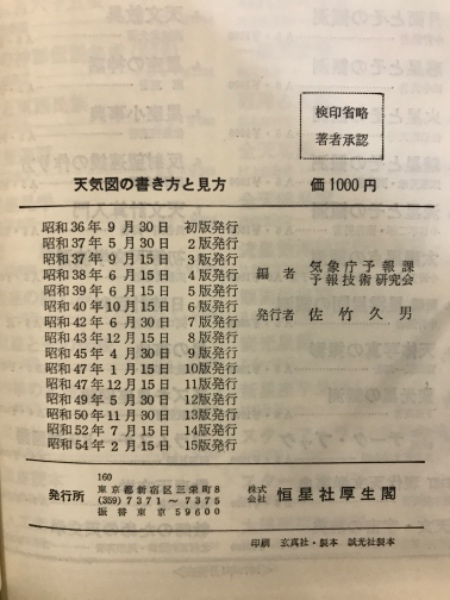 検印省略
著者承認
天気図の書き方と見方　価1000円
昭和36年9月30日 初版発行
昭和37年5月30日 2版発行
昭和37年9月15日 3版発行
昭和38年6月15日 4版発行
昭和39年6月15日 5版発行
昭和40年10月15日 6版発行
昭和42年6月30日 7版発行
昭和43年12月15日 8版発行
昭和45年4月30日 9版発行
昭和47年1月15日 10版発行
昭和47年12月15日 11版発行
昭和49年5月30日 12版発行
昭和50年11月30日 13版発行
昭和52年7月15日 14版発行
昭和54年2月15日 15版発行
編者 気象庁予報課
予報技術研究会
発行者 佐竹久男
発行所
160
東京都新宿区三栄町8
(359)7371～7375
振替東京59600
株式会社 恒星社厚生閣
印刷 玄真社・製本 誠光社製本